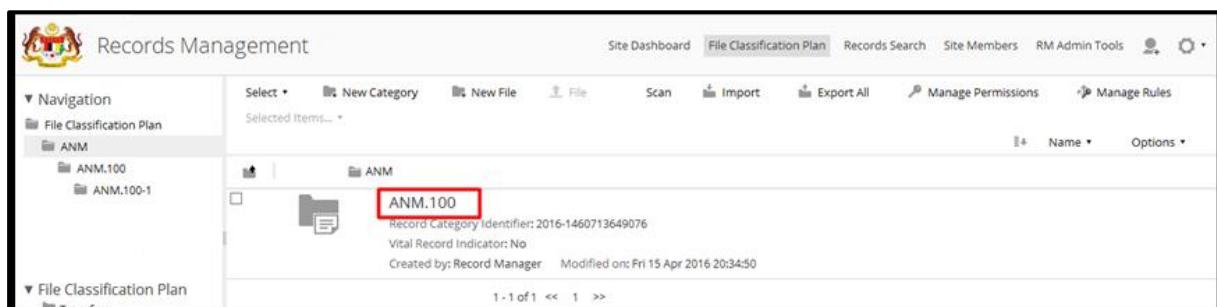 Records Management
Site Dashboard File Classification Plan Records Search Site Members RM Admin Tools
Navigation
File Classification Plan
ANM
ANM.100
ANM.100-1
File Classification Plan
Select New Category New File File Scan Import Export All Manage Permissions Manage Rules
Selected Items...
Name Options
ANM
ANM.100
Record Category Identifier: 2016-1460713649076
Vital Record Indicator: No
Created by: Record Manager Modified on: Fri 15 Apr 2016 20:34:50
1 - 1 of 1 << 1 >>